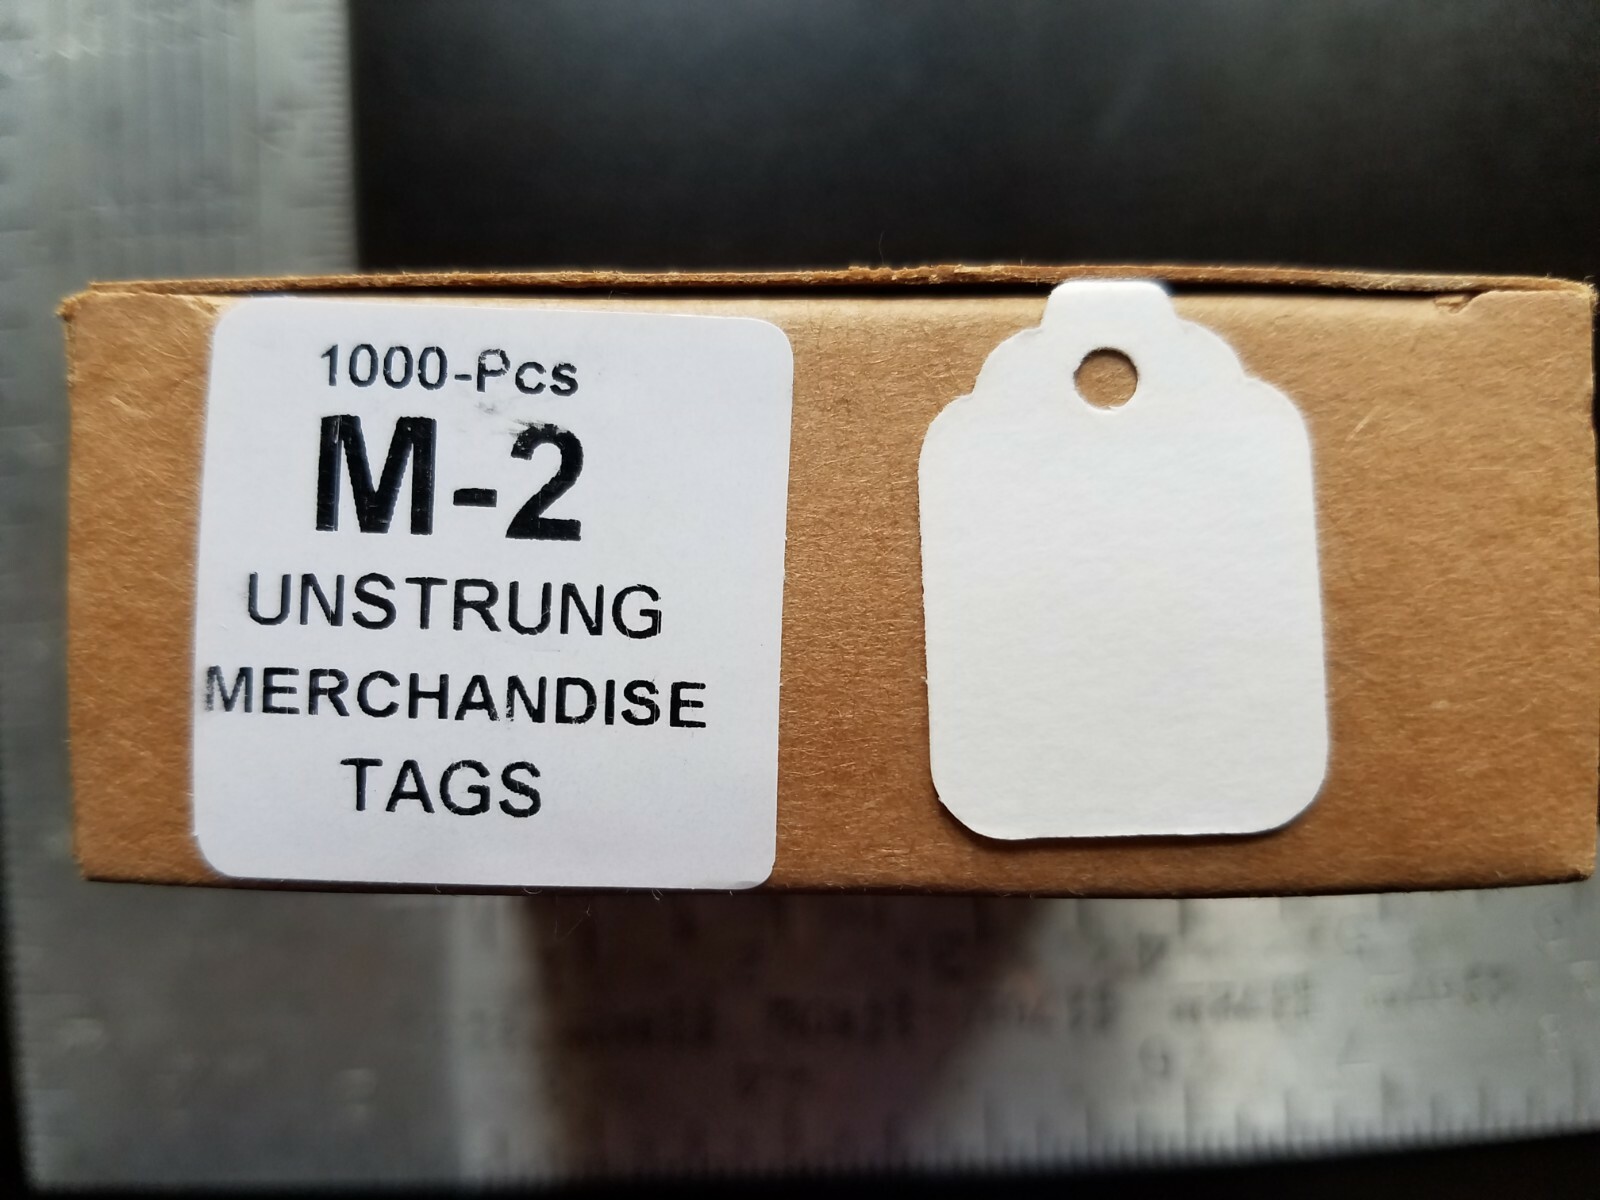 1000-Pcs
M-2
UNSTRUNG
MERCHANDISE
TAGS